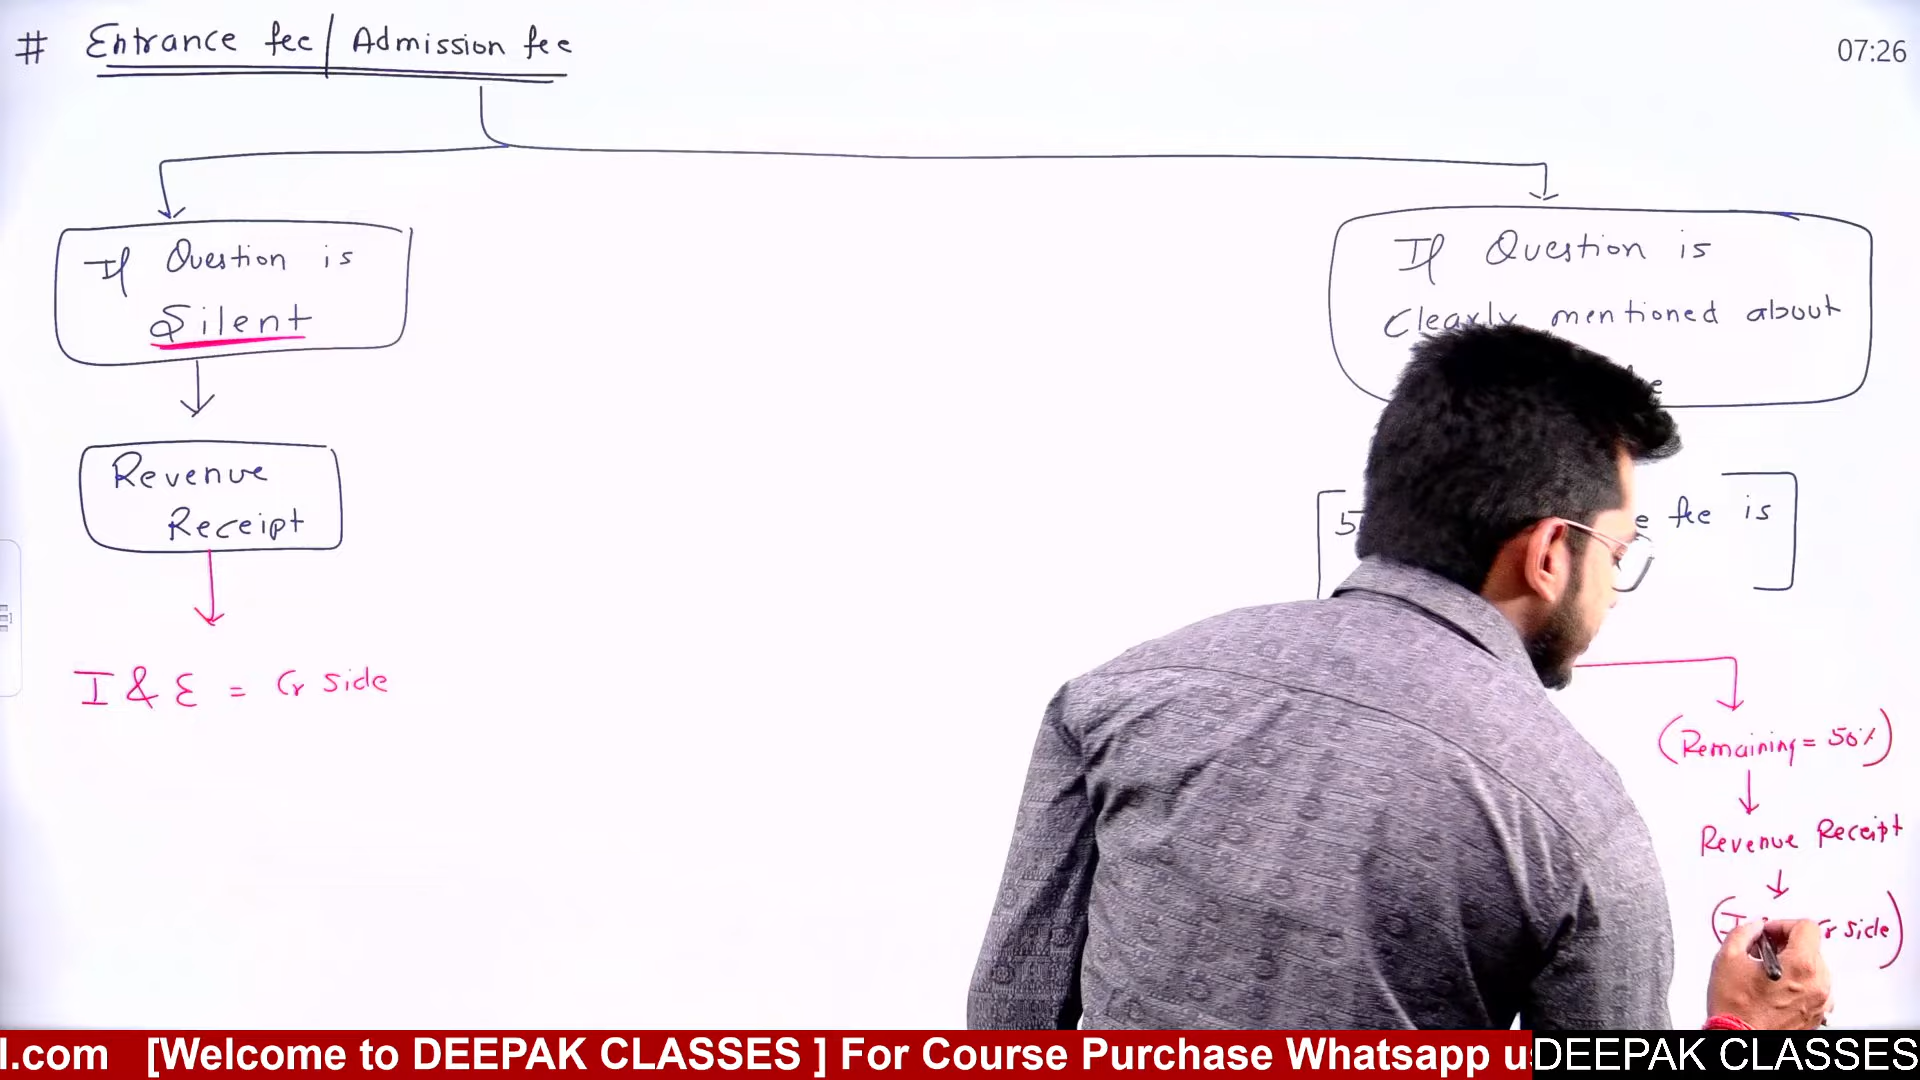 # Entrance fee | Admission fee
07:26
If Question is
Silent
Revenue
Receipt
I & E = Cr side
If Question is
Clearly mentioned about
fee is
(Remaining = 50%)
Revenue Receipt
Cr side)
l.com [Welcome to DEEPAK CLASSES ] For Course Purchase Whatsapp
DEEPAK CLASSES